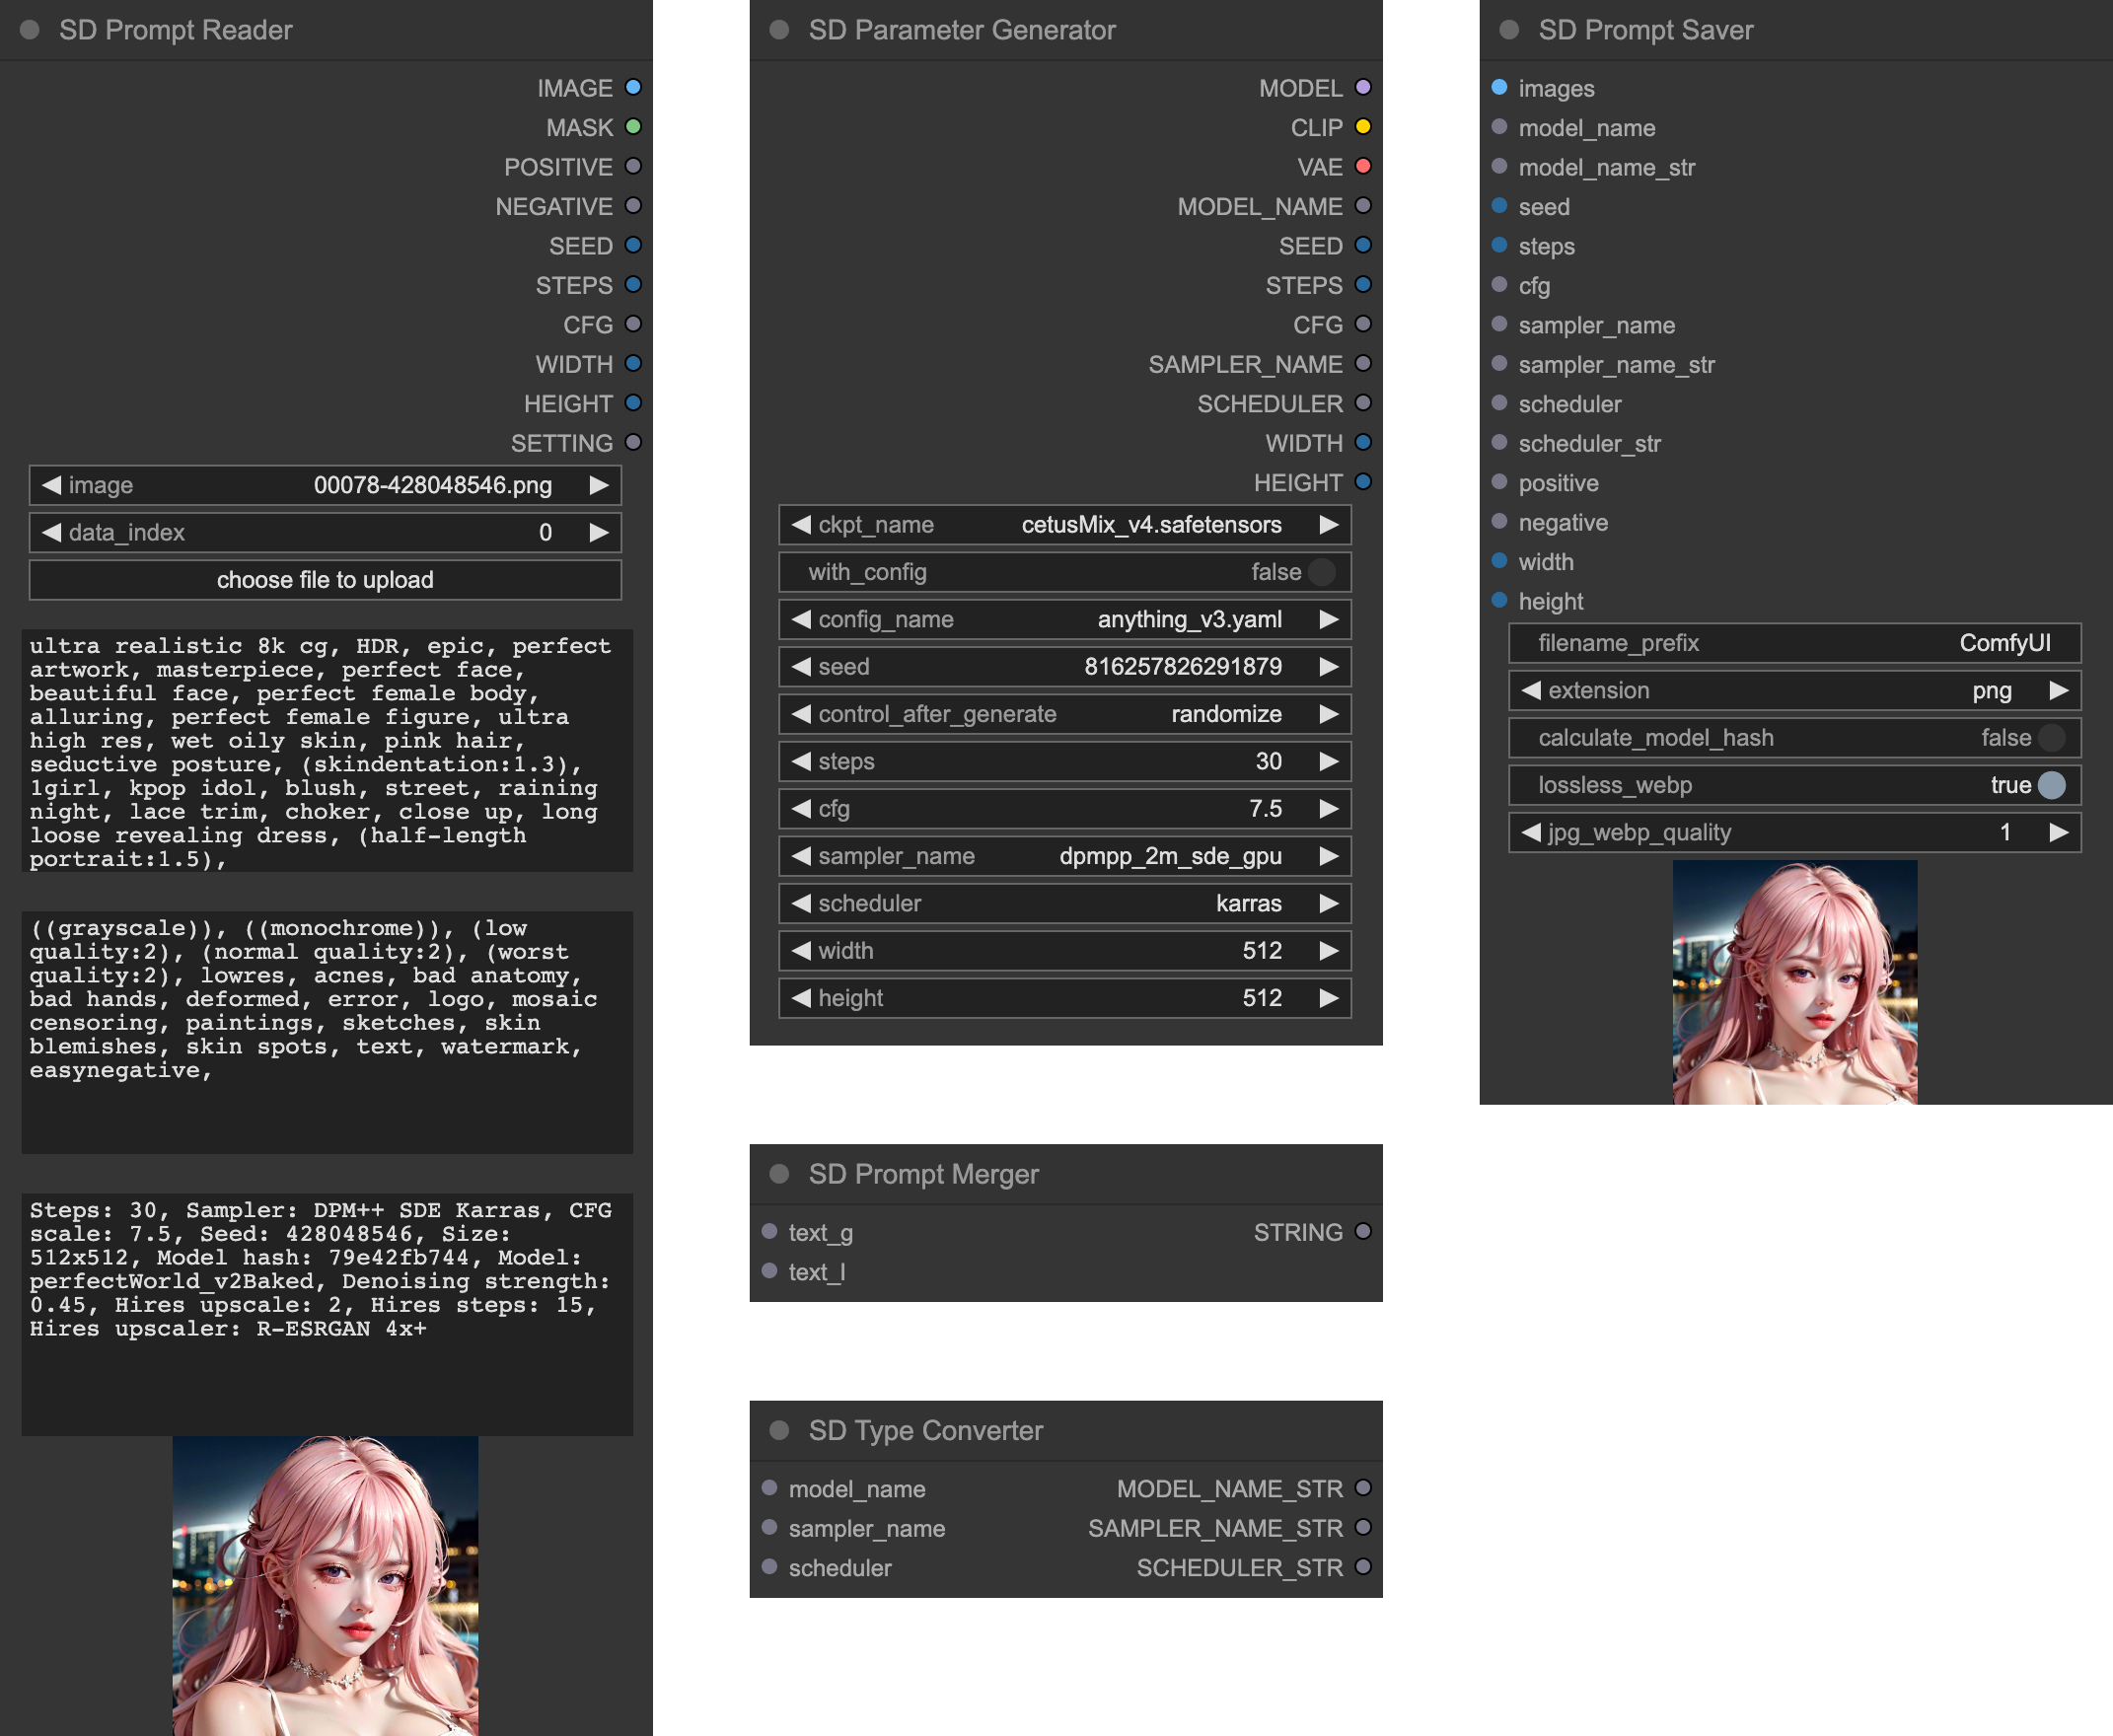 SD Prompt Reader
IMAGE
MASK
POSITIVE
NEGATIVE
SEED
STEPS
CFG
WIDTH
HEIGHT
SETTING
image 00078-428048546.png
data_index 0
choose file to upload
ultra realistic 8k cg, HDR, epic, perfect
artwork, masterpiece, perfect face,
beautiful face, perfect female body,
alluring, perfect female figure, ultra
high res, wet oily skin, pink hair,
seductive posture, (skindentation:1.3),
1girl, kpop idol, blush, street, raining
night, lace trim, choker, close up, long
loose revealing dress, (half-length
portrait:1.5),
((grayscale)), ((monochrome)), (low
quality:2), (normal quality:2), (worst
quality:2), lowres, acnes, bad anatomy,
bad hands, deformed, error, logo, mosaic
censoring, paintings, sketches, skin
blemishes, skin spots, text, watermark,
easynegative,
Steps: 30, Sampler: DPM++ SDE Karras, CFG
scale: 7.5, Seed: 428048546, Size:
512x512, Model hash: 79e42fb744, Model:
perfectWorld_v2Baked, Denoising strength:
0.45, Hires upscale: 2, Hires steps: 15,
Hires upscaler: R-ESRGAN 4x+
SD Parameter Generator
MODEL
CLIP
VAE
MODEL_NAME
SEED
STEPS
CFG
SAMPLER_NAME
SCHEDULER
WIDTH
HEIGHT
ckpt_name cetusMix_v4.safetensors
with_config false
config_name anything_v3.yaml
seed 816257826291879
control_after_generate randomize
steps 30
cfg 7.5
sampler_name dpmpp_2m_sde_gpu
scheduler karras
width 512
height 512
SD Prompt Merger
text_g STRING
text_l
SD Type Converter
model_name MODEL_NAME_STR
sampler_name SAMPLER_NAME_STR
scheduler SCHEDULER_STR
SD Prompt Saver
images
model_name
model_name_str
seed
steps
cfg
sampler_name
sampler_name_str
scheduler
scheduler_str
positive
negative
width
height
filename_prefix ComfyUI
extension png
calculate_model_hash false
lossless_webp true
jpg_webp_quality 1